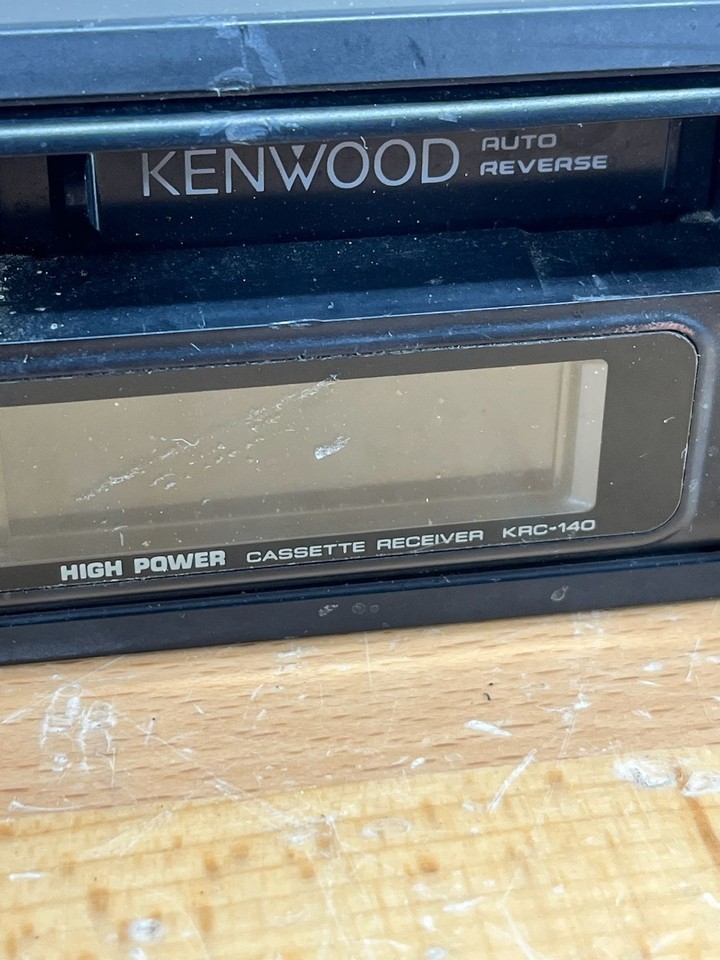 KENWOOD AUTO REVERSE
HIGH POWER CASSETTE RECEIVER KRC-140